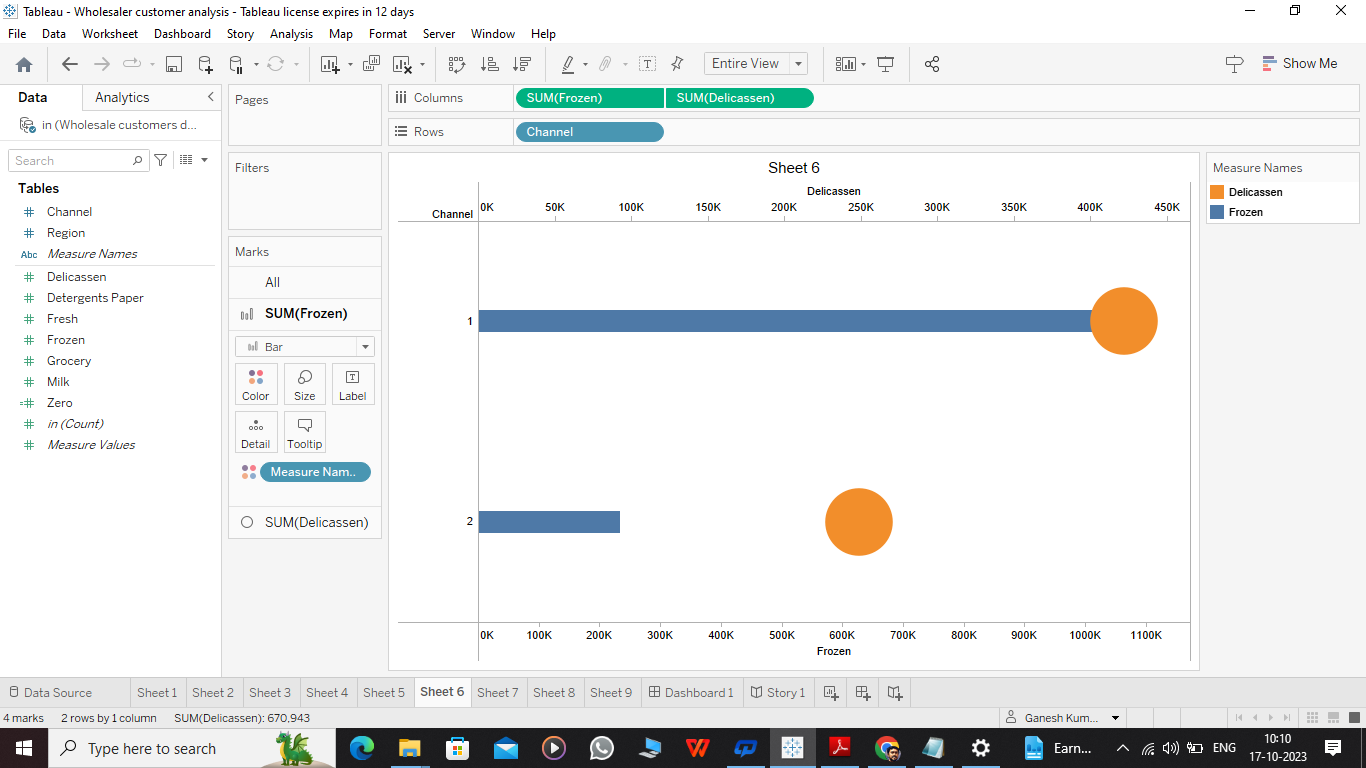 Tableau - Wholesaler customer analysis - Tableau license expires in 12 days
File Data Worksheet Dashboard Story Analysis Map Format Server Window Help
Entire View
Show Me
Data Analytics
in (Wholesale customers d...
Search
Tables
Channel
Region
Abc Measure Names
Delicassen
Detergents Paper
Fresh
Frozen
Grocery
Milk
Zero
in (Count)
Measure Values
Pages
Filters
Marks
All
SUM(Frozen)
Bar
Color Size Label
T
Detail Tooltip
Measure Nam..
SUM(Delicassen)
Columns SUM(Frozen) SUM(Delicassen)
Rows Channel
Sheet 6
Delicassen
Channel 0K 50K 100K 150K 200K 250K 300K 350K 400K 450K
1
2
0K 100K 200K 300K 400K 500K 600K 700K 800K 900K 1000K 1100K
Frozen
Measure Names
Delicassen
Frozen
Data Source Sheet 1 Sheet 2 Sheet 3 Sheet 4 Sheet 5 Sheet 6 Sheet 7 Sheet 8 Sheet 9 Dashboard 1 Story 1
4 marks 2 rows by 1 column SUM(Delicassen): 670,943 Ganesh Kum...
Type here to search Earn... ENG 10:10
17-10-2023